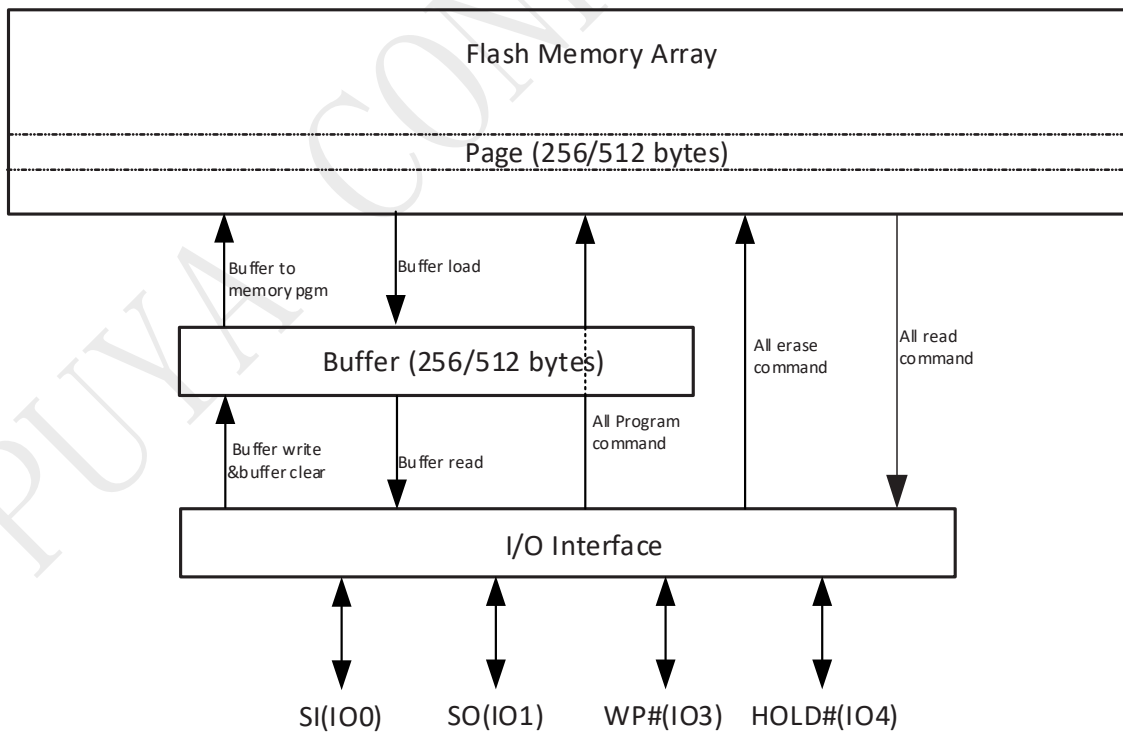 Flash Memory Array
Page (256/512 bytes)
Buffer to
memory pgm
Buffer load
All erase
command
All read
command
Buffer (256/512 bytes)
All Program
command
Buffer write
&buffer clear
Buffer read
I/O Interface
SI(IO0)
SO(IO1)
WP#(IO3)
HOLD#(IO4)
PUYA CON